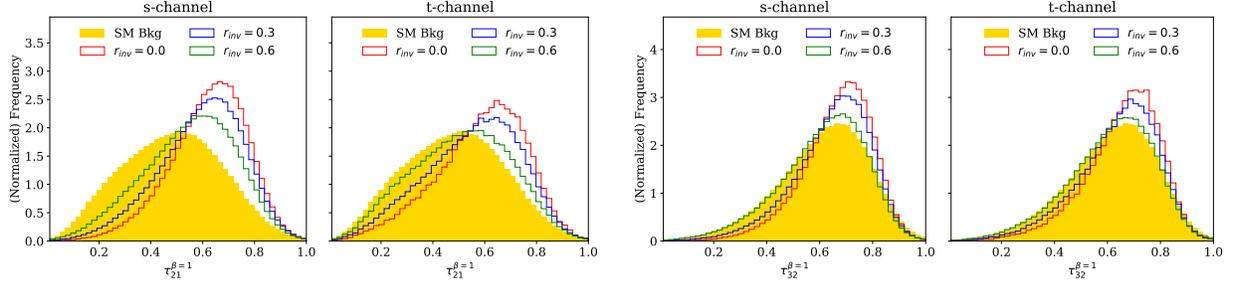 s-channel
t-channel
s-channel
t-channel
SM Bkg
r_inv = 0.0
r_inv = 0.3
r_inv = 0.6
SM Bkg
r_inv = 0.0
r_inv = 0.3
r_inv = 0.6
SM Bkg
r_inv = 0.0
r_inv = 0.3
r_inv = 0.6
SM Bkg
r_inv = 0.0
r_inv = 0.3
r_inv = 0.6
(Normalized) Frequency
3.5
3.0
2.5
2.0
1.5
1.0
0.5
0.0
(Normalized) Frequency
4
3
2
1
0
0.2 0.4 0.6 0.8 1.0
0.2 0.4 0.6 0.8 1.0
0.2 0.4 0.6 0.8 1.0
0.2 0.4 0.6 0.8 1.0
τ_21^{β=1}
τ_21^{β=1}
τ_32^{β=1}
τ_32^{β=1}